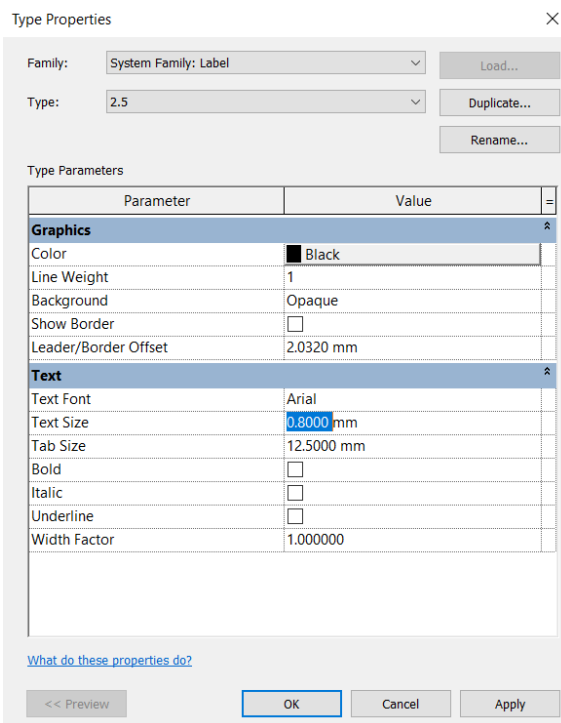 Type Properties
Family: System Family: Label Load...
Type: 2.5 Duplicate...
Rename...
Type Parameters
Parameter Value =
Graphics
Color Black
Line Weight 1
Background Opaque
Show Border
Leader/Border Offset 2.0320 mm
Text
Text Font Arial
Text Size 0.8000 mm
Tab Size 12.5000 mm
Bold
Italic
Underline
Width Factor 1.000000
What do these properties do?
<< Preview OK Cancel Apply